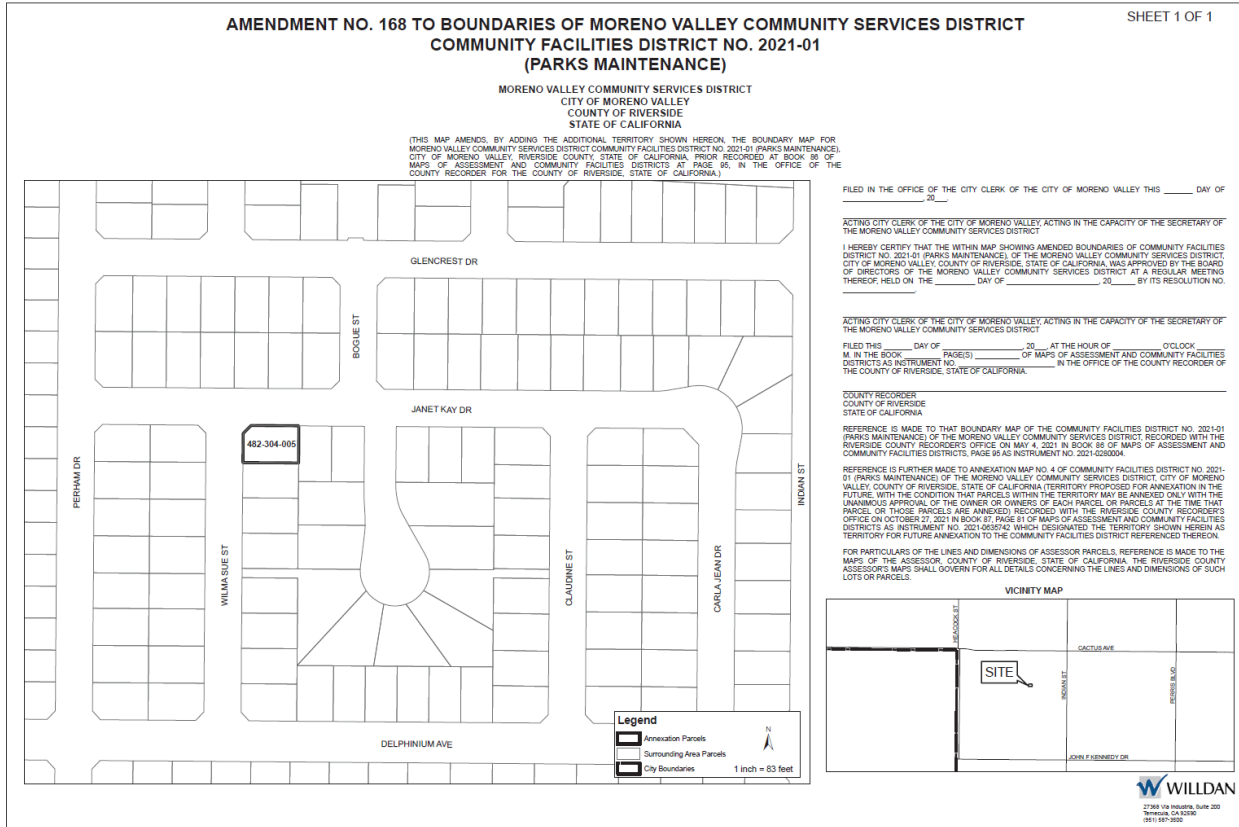 SHEET 1 OF 1
AMENDMENT NO. 168 TO BOUNDARIES OF MORENO VALLEY COMMUNITY SERVICES DISTRICT
COMMUNITY FACILITIES DISTRICT NO. 2021-01
(PARKS MAINTENANCE)
MORENO VALLEY COMMUNITY SERVICES DISTRICT
CITY OF MORENO VALLEY
COUNTY OF RIVERSIDE
STATE OF CALIFORNIA
(THIS MAP AMENDS, BY ADDING THE ADDITIONAL TERRITORY SHOWN HEREON, THE BOUNDARY MAP FOR
MORENO VALLEY COMMUNITY SERVICES DISTRICT COMMUNITY FACILITIES DISTRICT NO. 2021-01 (PARKS MAINTENANCE),
CITY OF MORENO VALLEY, RIVERSIDE COUNTY, STATE OF CALIFORNIA, PRIOR RECORDED AT BOOK 86 OF
MAPS OF ASSESSMENT AND COMMUNITY FACILITIES DISTRICTS AT PAGE 95, IN THE OFFICE OF THE
COUNTY RECORDER FOR THE COUNTY OF RIVERSIDE, STATE OF CALIFORNIA.)
GLENCREST DR
BOGUE ST
JANET KAY DR
482-304-005
PERHAM DR
WILMA SUE ST
CLAUDINE ST
CARLA JEAN DR
INDIAN ST
DELPHINIUM AVE
Legend
Annexation Parcels
Surrounding Area Parcels
City Boundaries
N
1 inch = 83 feet
FILED IN THE OFFICE OF THE CITY CLERK OF THE CITY OF MORENO VALLEY THIS ______ DAY OF
________________, 20___.
ACTING CITY CLERK OF THE CITY OF MORENO VALLEY, ACTING IN THE CAPACITY OF THE SECRETARY OF
THE MORENO VALLEY COMMUNITY SERVICES DISTRICT
I HEREBY CERTIFY THAT THE WITHIN MAP SHOWING AMENDED BOUNDARIES OF COMMUNITY FACILITIES
DISTRICT NO. 2021-01 (PARKS MAINTENANCE), OF THE MORENO VALLEY COMMUNITY SERVICES DISTRICT,
CITY OF MORENO VALLEY, COUNTY OF RIVERSIDE, STATE OF CALIFORNIA, WAS APPROVED BY THE BOARD
OF DIRECTORS OF THE MORENO VALLEY COMMUNITY SERVICES DISTRICT AT A REGULAR MEETING
THEREOF, HELD ON THE ________ DAY OF __________________, 20_____ BY ITS RESOLUTION NO.
______________.
ACTING CITY CLERK OF THE CITY OF MORENO VALLEY, ACTING IN THE CAPACITY OF THE SECRETARY OF
THE MORENO VALLEY COMMUNITY SERVICES DISTRICT
FILED THIS ______ DAY OF ________________, 20___, AT THE HOUR OF __________ O'CLOCK ______
M. IN THE BOOK ________ PAGE(S) _________ OF MAPS OF ASSESSMENT AND COMMUNITY FACILITIES
DISTRICTS AS INSTRUMENT NO. ____________________ IN THE OFFICE OF THE COUNTY RECORDER OF
THE COUNTY OF RIVERSIDE, STATE OF CALIFORNIA.
COUNTY RECORDER
COUNTY OF RIVERSIDE
STATE OF CALIFORNIA
REFERENCE IS MADE TO THAT BOUNDARY MAP OF THE COMMUNITY FACILITIES DISTRICT NO. 2021-01
(PARKS MAINTENANCE) OF THE MORENO VALLEY COMMUNITY SERVICES DISTRICT, RECORDED WITH THE
RIVERSIDE COUNTY RECORDER'S OFFICE ON MAY 4, 2021 IN BOOK 86 OF MAPS OF ASSESSMENT AND
COMMUNITY FACILITIES DISTRICTS, PAGE 95 AS INSTRUMENT NO. 2021-0280004.
REFERENCE IS FURTHER MADE TO ANNEXATION MAP NO. 4 OF COMMUNITY FACILITIES DISTRICT NO. 2021-
01 (PARKS MAINTENANCE) OF THE MORENO VALLEY COMMUNITY SERVICES DISTRICT, CITY OF MORENO
VALLEY, COUNTY OF RIVERSIDE, STATE OF CALIFORNIA (TERRITORY PROPOSED FOR ANNEXATION IN THE
FUTURE, WITH THE CONDITION THAT PARCELS WITHIN THE TERRITORY MAY BE ANNEXED ONLY WITH THE
UNANIMOUS APPROVAL OF THE OWNER OR OWNERS OF EACH PARCEL OR PARCELS AT THE TIME THAT
PARCEL OR THOSE PARCELS ARE ANNEXED) RECORDED WITH THE RIVERSIDE COUNTY RECORDER'S
OFFICE ON OCTOBER 27, 2021 IN BOOK 87, PAGE 81 OF MAPS OF ASSESSMENT AND COMMUNITY FACILITIES
DISTRICTS AS INSTRUMENT NO. 2021-0635742 WHICH DESIGNATED THE TERRITORY SHOWN HEREIN AS
TERRITORY FOR FUTURE ANNEXATION TO THE COMMUNITY FACILITIES DISTRICT REFERENCED THEREON.
FOR PARTICULARS OF THE LINES AND DIMENSIONS OF ASSESSOR PARCELS, REFERENCE IS MADE TO THE
MAPS OF THE ASSESSOR, COUNTY OF RIVERSIDE, STATE OF CALIFORNIA. THE RIVERSIDE COUNTY
ASSESSOR'S MAPS SHALL GOVERN FOR ALL DETAILS CONCERNING THE LINES AND DIMENSIONS OF SUCH
LOTS OR PARCELS.
VICINITY MAP
HEACOCK ST
CACTUS AVE
SITE
INDIAN ST
PERRIS BLVD
JOHN F KENNEDY DR
WILLDAN
27368 Via Industria, Suite 200
Temecula, CA 92590
(951) 587-3500